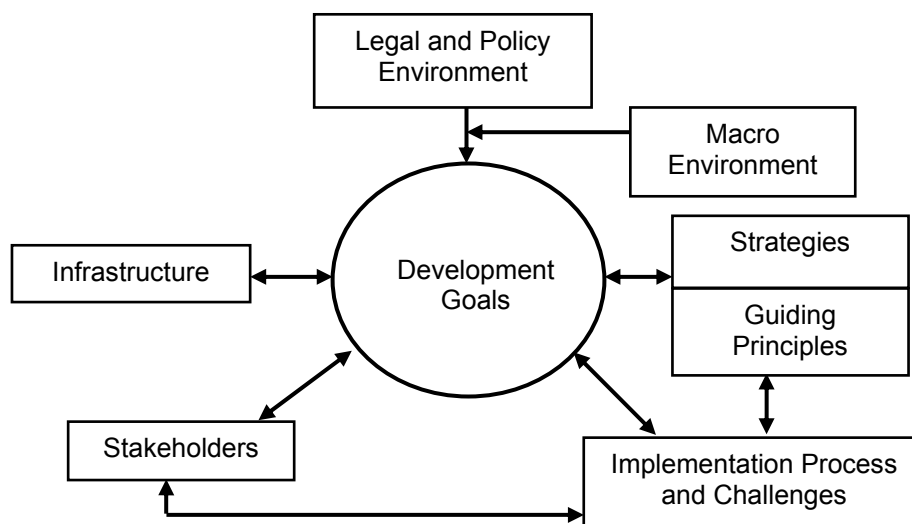 Legal and Policy
Environment
Macro
Environment
Strategies
Infrastructure
Development
Goals
Guiding
Principles
Stakeholders
Implementation Process
and Challenges